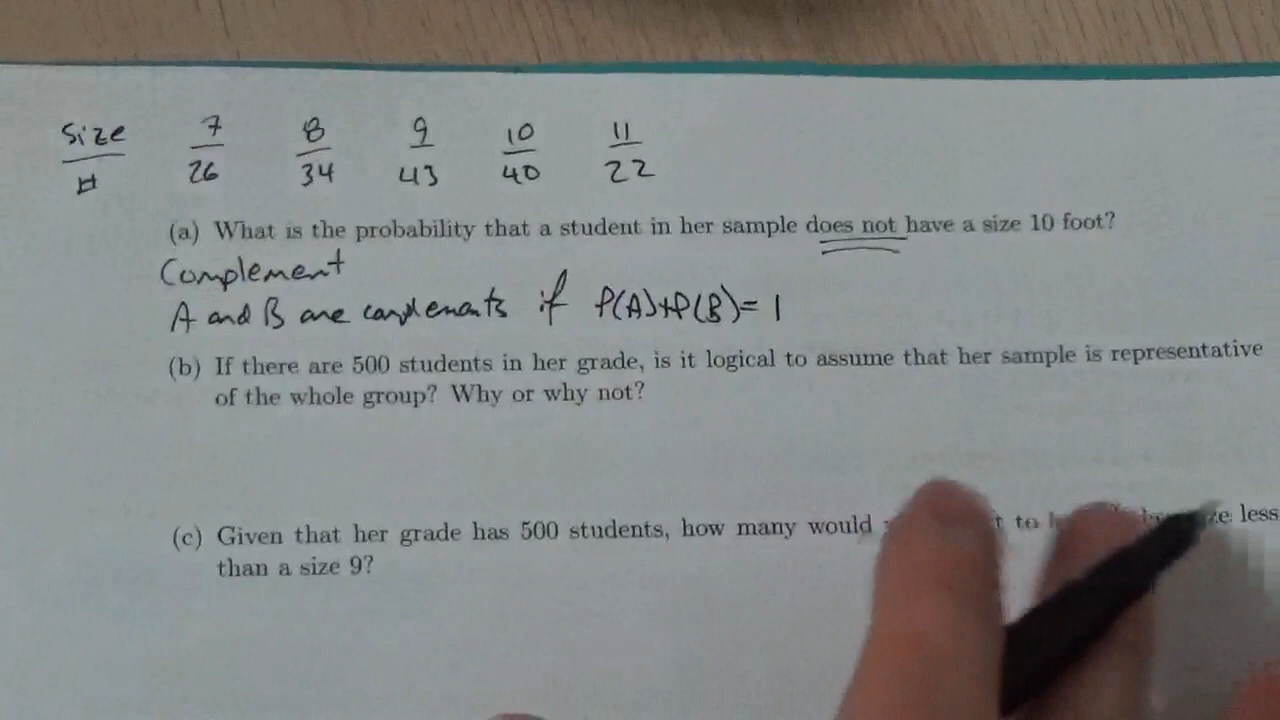 Size 7 8 9 10 11
# 26 34 43 40 22
(a) What is the probability that a student in her sample does not have a size 10 foot?
Complement
A and B are complements if P(A)+P(B)= 1
(b) If there are 500 students in her grade, is it logical to assume that her sample is representative
of the whole group? Why or why not?
(c) Given that her grade has 500 students, how many would to less
than a size 9?